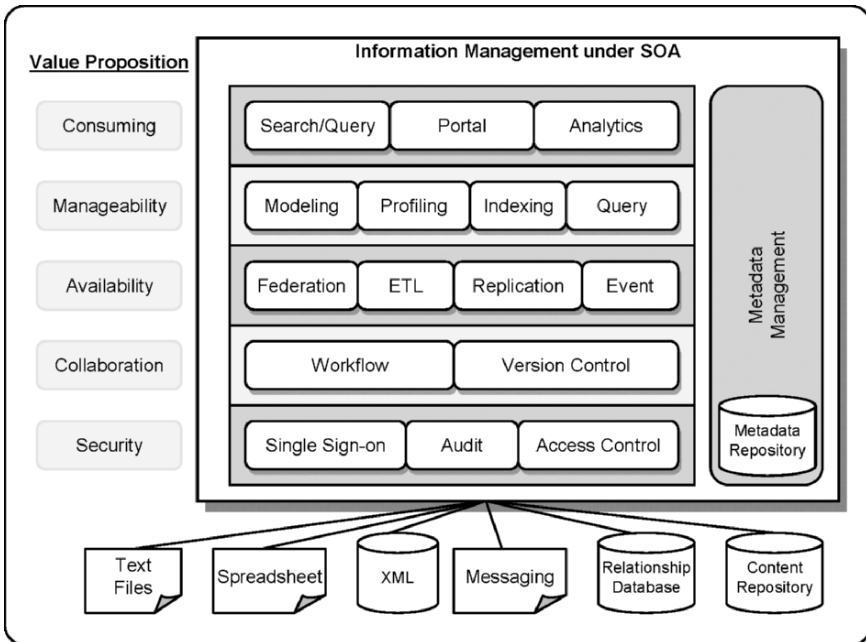 Information Management under SOA
Value Proposition
Consuming
Search/Query
Portal
Analytics
Manageability
Modeling
Profiling
Indexing
Query
Availability
Federation
ETL
Replication
Event
Collaboration
Workflow
Version Control
Security
Single Sign-on
Audit
Access Control
Metadata
Management
Metadata
Repository
Text
Files
Spreadsheet
XML
Messaging
Relationship
Database
Content
Repository